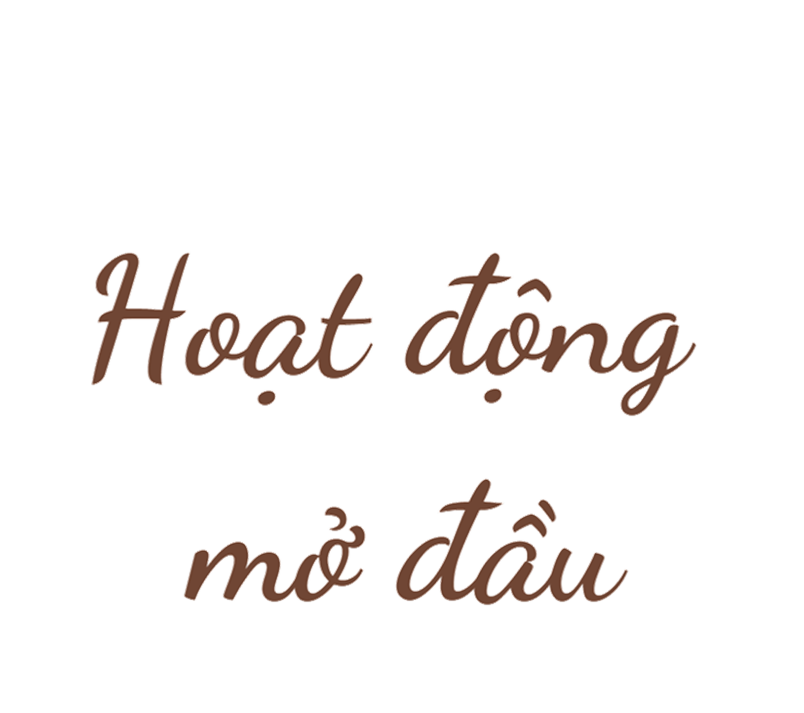 Hoạt động
mở đầu